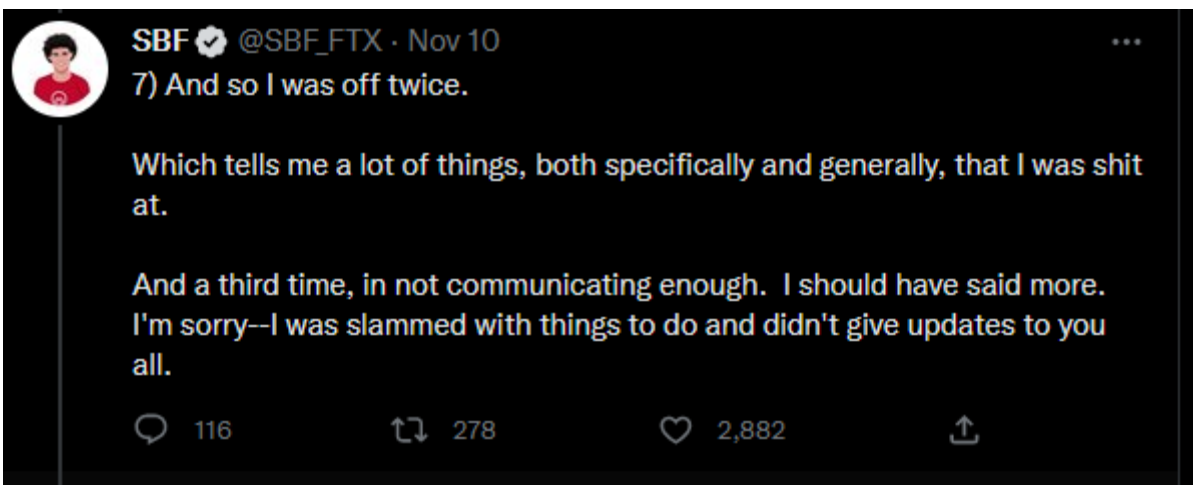 SBF @SBF_FTX · Nov 10
7) And so I was off twice.
Which tells me a lot of things, both specifically and generally, that I was shit
at.
And a third time, in not communicating enough.  I should have said more.
I'm sorry--I was slammed with things to do and didn't give updates to you
all.
116 278 2,882